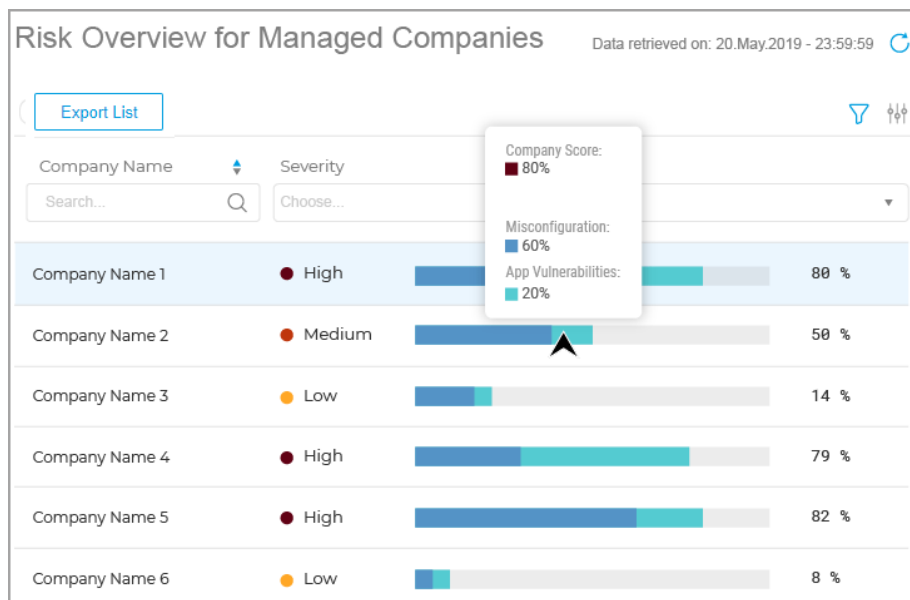 Risk Overview for Managed Companies
Data retrieved on: 20.May.2019 - 23:59:59
Export List
Company Name
Severity
Search...
Choose...
Company Score:
80%
Misconfiguration:
60%
App Vulnerabilities:
20%
Company Name 1 High 80 %
Company Name 2 Medium 50 %
Company Name 3 Low 14 %
Company Name 4 High 79 %
Company Name 5 High 82 %
Company Name 6 Low 8 %